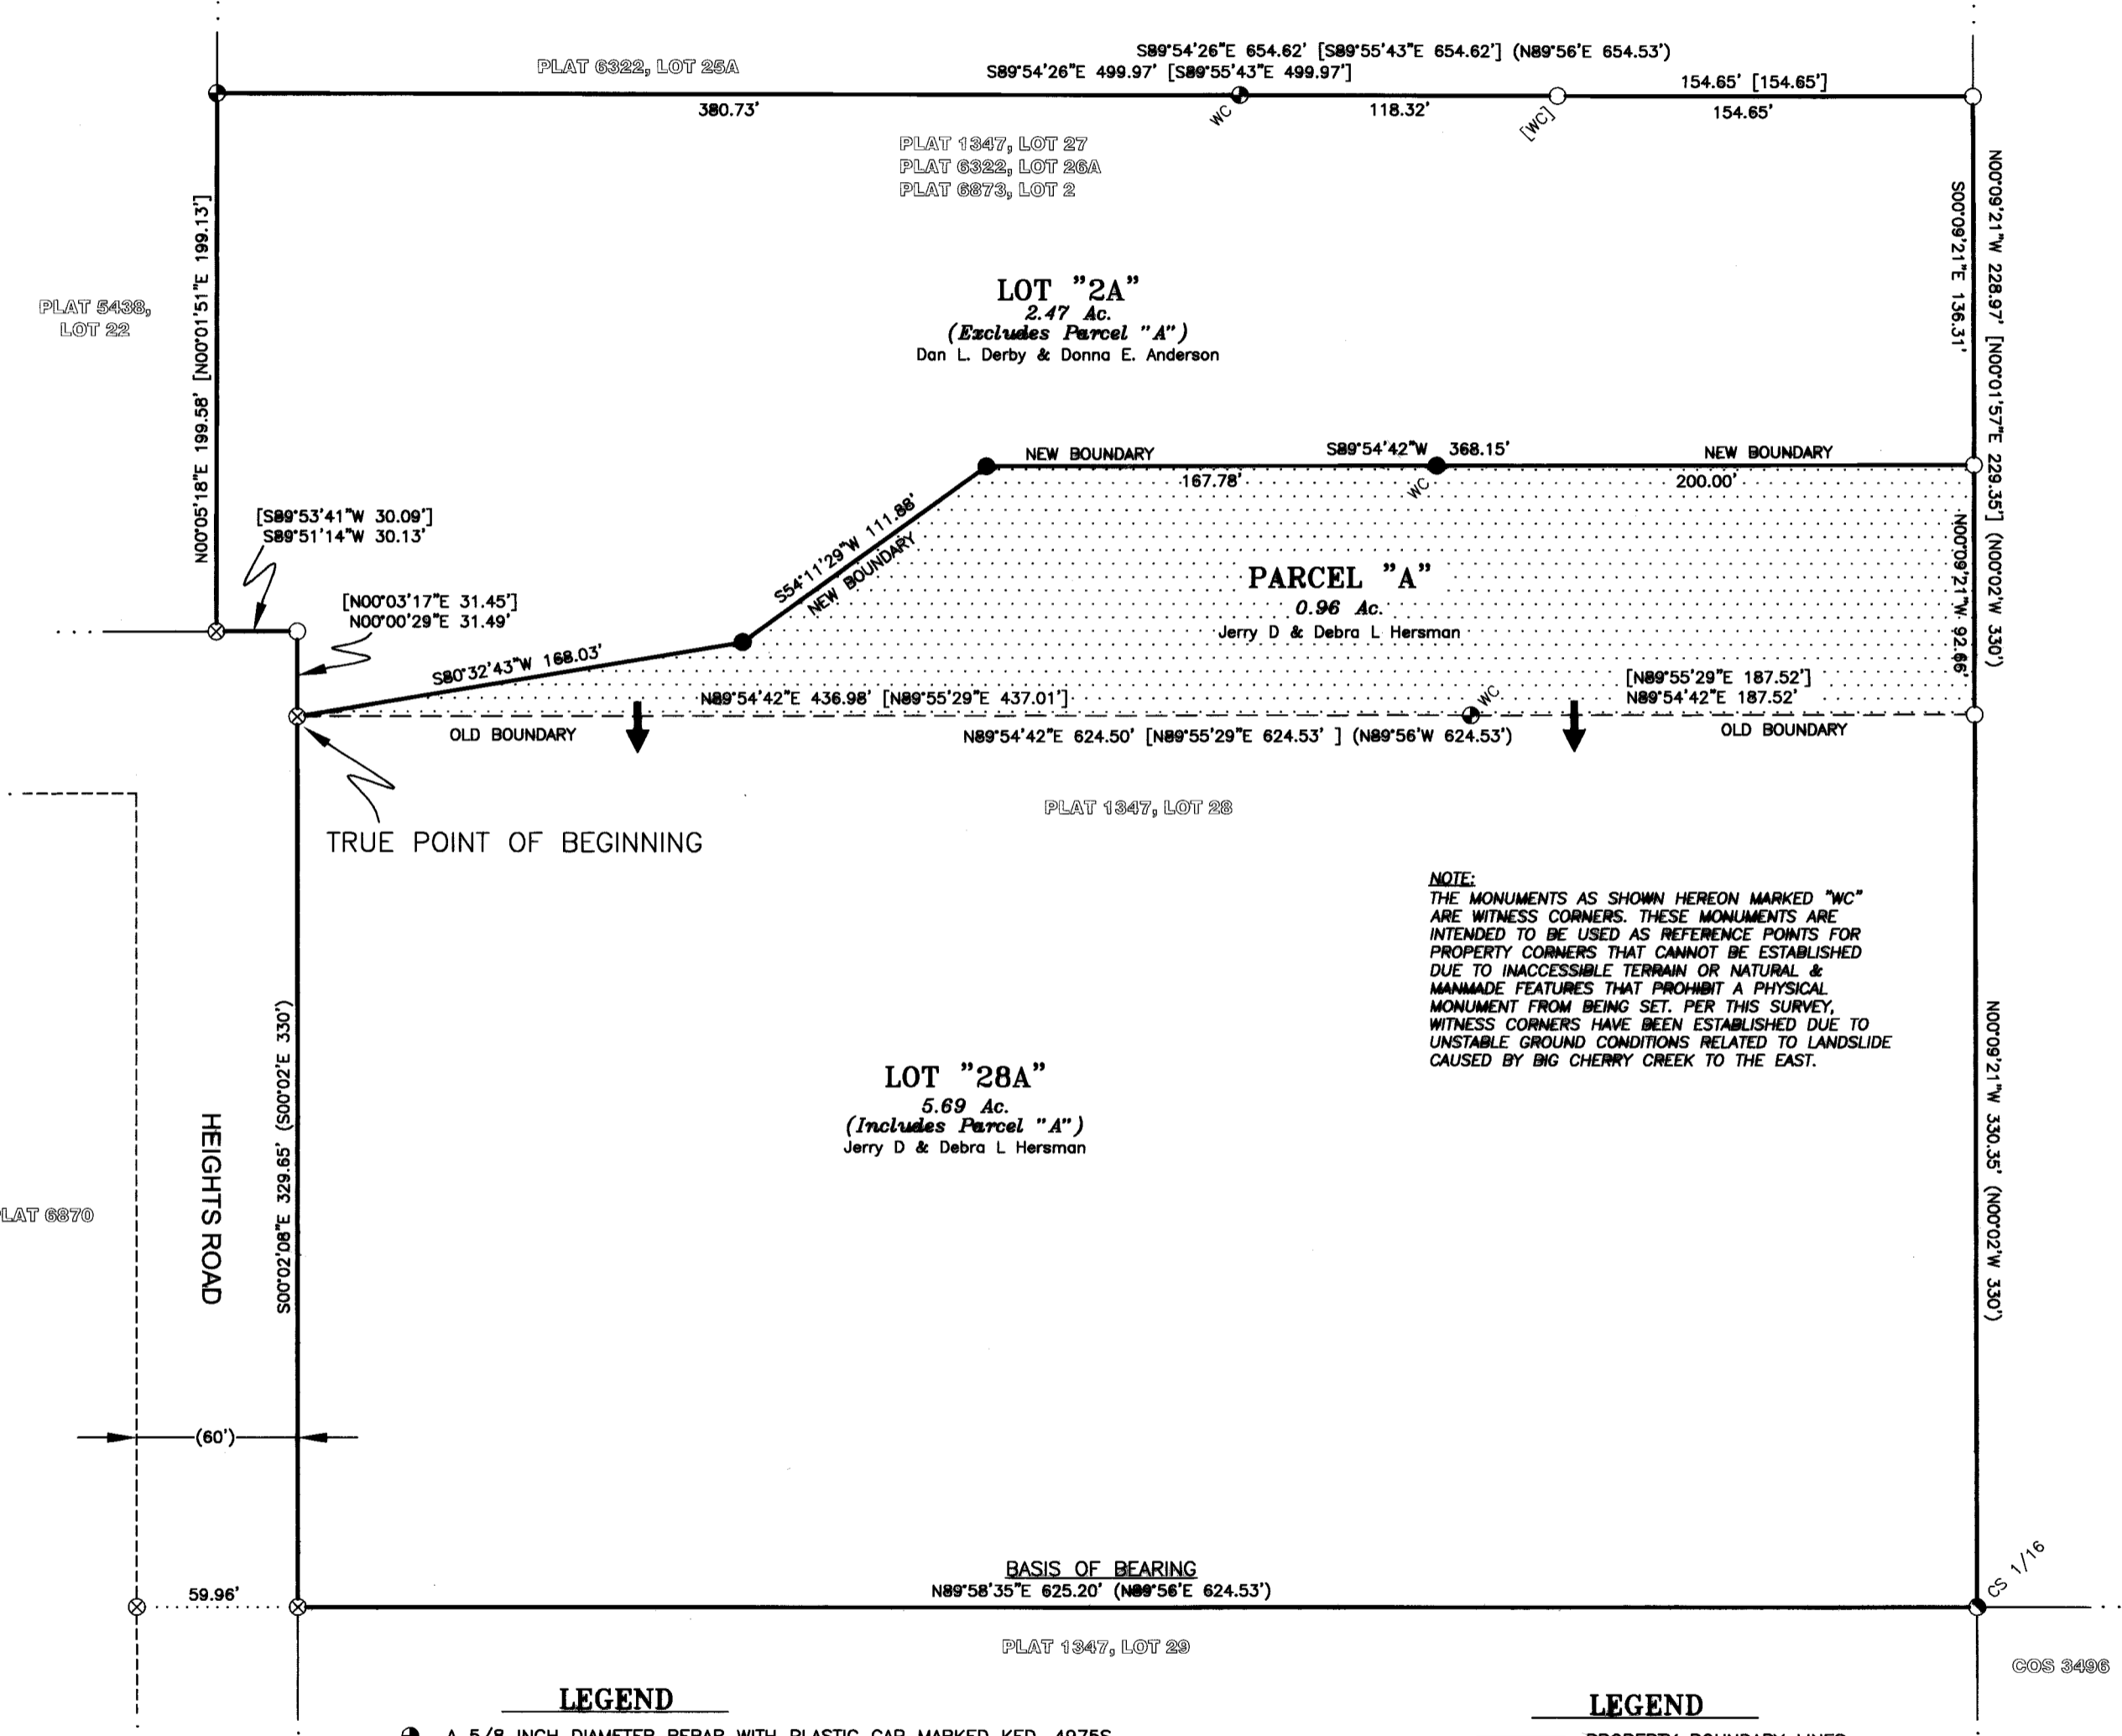 S89°54'26"E 654.62' [S89°55'43"E 654.62'] (N89°56'E 654.53')
PLAT 6322, LOT 25A
S89°54'26"E 499.97' [S89°55'43"E 499.97']
154.65' [154.65']
380.73'
WC
118.32'
[WC]
154.65'
PLAT 1347, LOT 27
PLAT 6322, LOT 26A
PLAT 6873, LOT 2
N00°05'18"E 199.58' [N00°01'51"E 199.13']
S00°09'21"E 136.31'
N00°09'21"W 228.97' [N00°01'57"E 229.35'] (N00°02'W 330')
PLAT 5438,
LOT 22
LOT "2A"
2.47 Ac.
(Excludes Parcel "A")
Dan L. Derby & Donna E. Anderson
NEW BOUNDARY
S89°54'42"W 368.15'
NEW BOUNDARY
167.78'
WC
200.00'
S54°11'29"W 111.88'
NEW BOUNDARY
[S89°53'41"W 30.09']
S89°51'14"W 30.13'
N00°09'21"W 92.66'
PARCEL "A"
0.96 Ac.
Jerry D & Debra L Hersman
[N00°03'17"E 31.45']
N00°00'29"E 31.49'
S80°32'43"W 168.03'
N89°54'42"E 436.98' [N89°55'29"E 437.01']
WC
[N89°55'29"E 187.52']
N89°54'42"E 187.52'
OLD BOUNDARY
N89°54'42"E 624.50' [N89°55'29"E 624.53' ] (N89°56'W 624.53')
OLD BOUNDARY
PLAT 1347, LOT 28
TRUE POINT OF BEGINNING
NOTE:
THE MONUMENTS AS SHOWN HEREON MARKED "WC"
ARE WITNESS CORNERS. THESE MONUMENTS ARE
INTENDED TO BE USED AS REFERENCE POINTS FOR
PROPERTY CORNERS THAT CANNOT BE ESTABLISHED
DUE TO INACCESSIBLE TERRAIN OR NATURAL &
MANMADE FEATURES THAT PROHIBIT A PHYSICAL
MONUMENT FROM BEING SET. PER THIS SURVEY,
WITNESS CORNERS HAVE BEEN ESTABLISHED DUE TO
UNSTABLE GROUND CONDITIONS RELATED TO LANDSLIDE
CAUSED BY BIG CHERRY CREEK TO THE EAST.
S00°02'08"E 329.65' (S00°02'E 330')
N00°09'21"W 330.35' (N00°02'W 330')
LOT "28A"
5.69 Ac.
(Includes Parcel "A")
Jerry D & Debra L Hersman
HEIGHTS ROAD
LAT 6870
(60')
BASIS OF BEARING
N89°58'35"E 625.20' (N89°56'E 624.53')
CS 1/16
59.96'
PLAT 1347, LOT 29
COS 3496
LEGEND
LEGEND
A 5/8 INCH DIAMETER REBAR WITH PLASTIC CAP MARKED KED, 4975S
PROPERTY BOUNDARY LINES